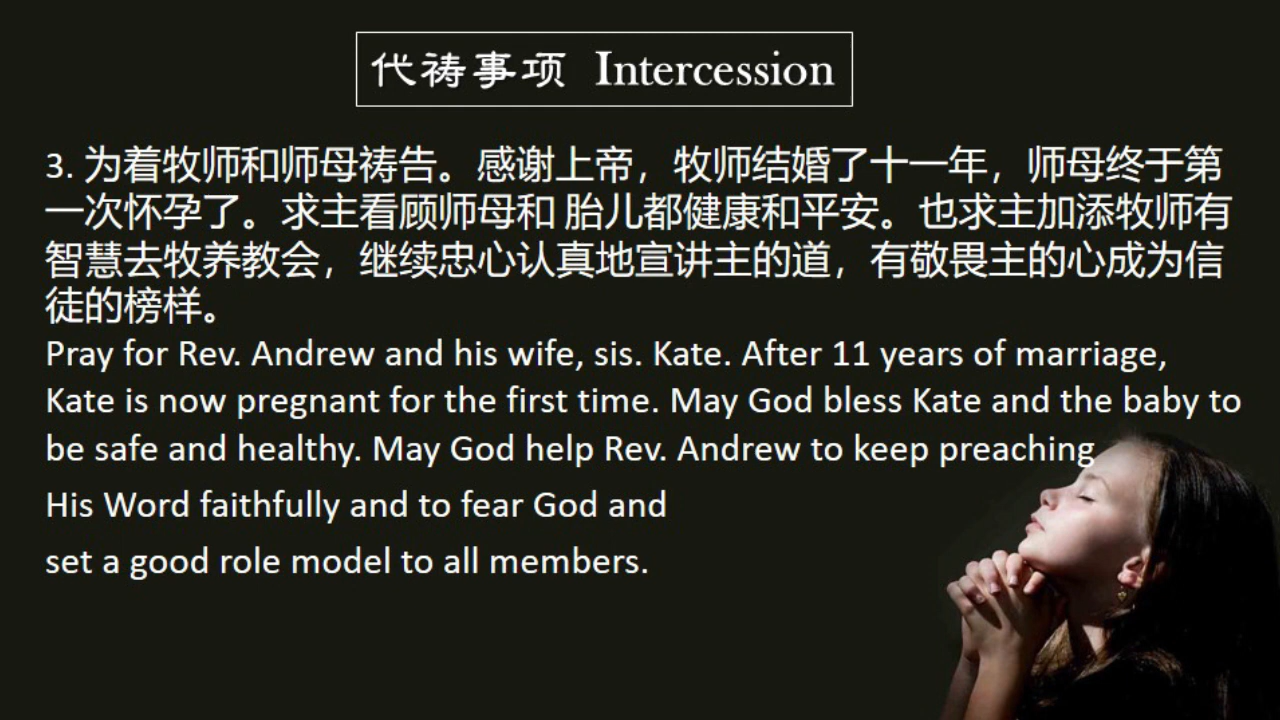 代祷事项 Intercession
3. 为着牧师和师母祷告。感谢上帝，牧师结婚了十一年，师母终于第
一次怀孕了。求主看顾师母和 胎儿都健康和平安。也求主加添牧师有
智慧去牧养教会，继续忠心认真地宣讲主的道，有敬畏主的心成为信
徒的榜样。
Pray for Rev. Andrew and his wife, sis. Kate. After 11 years of marriage,
Kate is now pregnant for the first time. May God bless Kate and the baby to
be safe and healthy. May God help Rev. Andrew to keep preaching
His Word faithfully and to fear God and
set a good role model to all members.